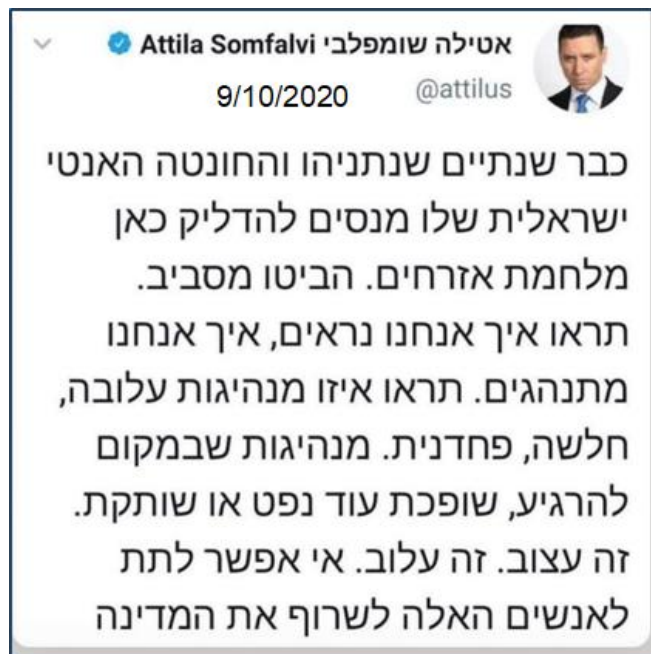 אטילה שומפלבי Attila Somfalvi
@attilus
9/10/2020
כבר שנתיים שנתניהו והחונטה האנטי
ישראלית שלו מנסים להדליק כאן
מלחמת אזרחים. הביטו מסביב.
תראו איך אנחנו נראים, איך אנחנו
מתנהגים. תראו איזו מנהיגות עלובה,
חלשה, פחדנית. מנהיגות שבמקום
להרגיע, שופכת עוד נפט או שותקת.
זה עצוב. זה עלוב. אי אפשר לתת
לאנשים האלה לשרוף את המדינה